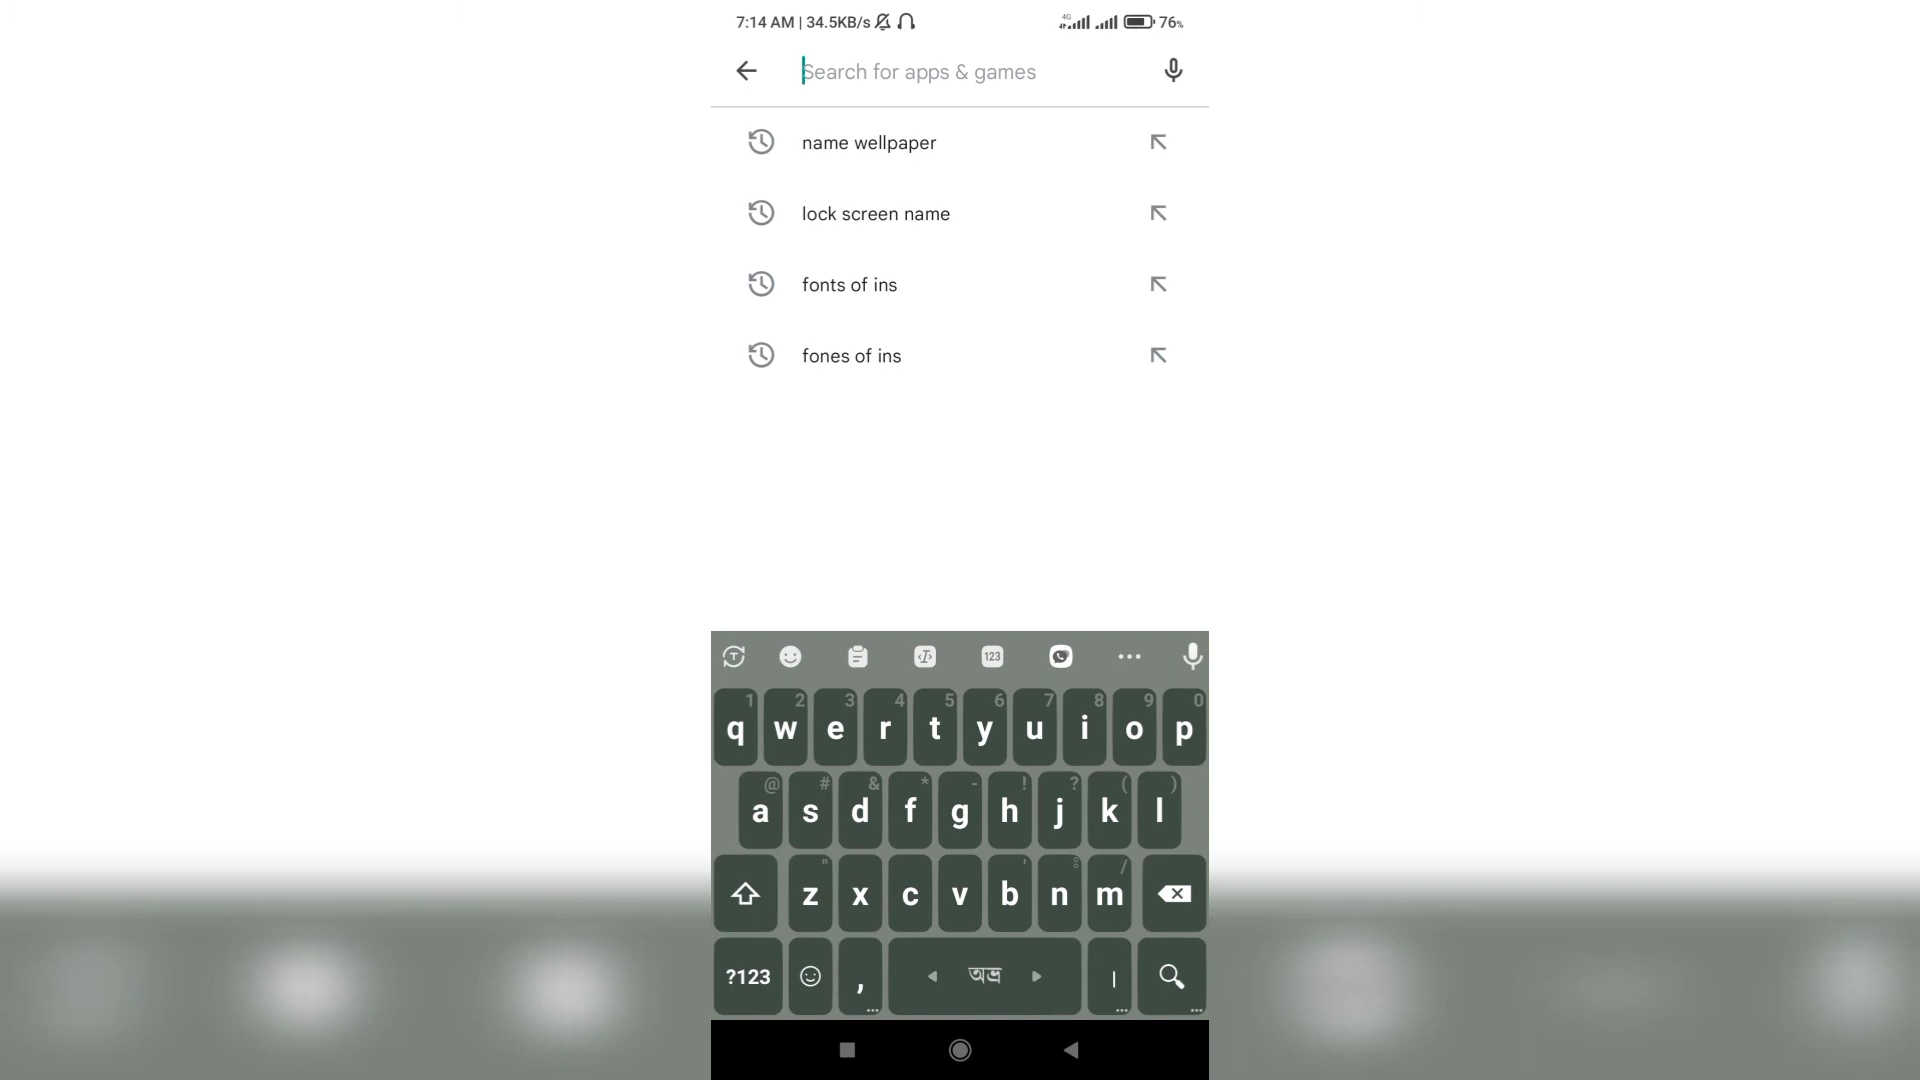 7:14 AM | 34.5KB/s 4G 76%
Search for apps & games
name wellpaper
lock screen name
fonts of ins
fones of ins
123
1 2 3 4 5 6 7 8 9 0
q w e r t y u i o p
@ # & * - ! ? ( )
a s d f g h j k l
" ' : /
z x c v b n m
?123 , অভ্র ।